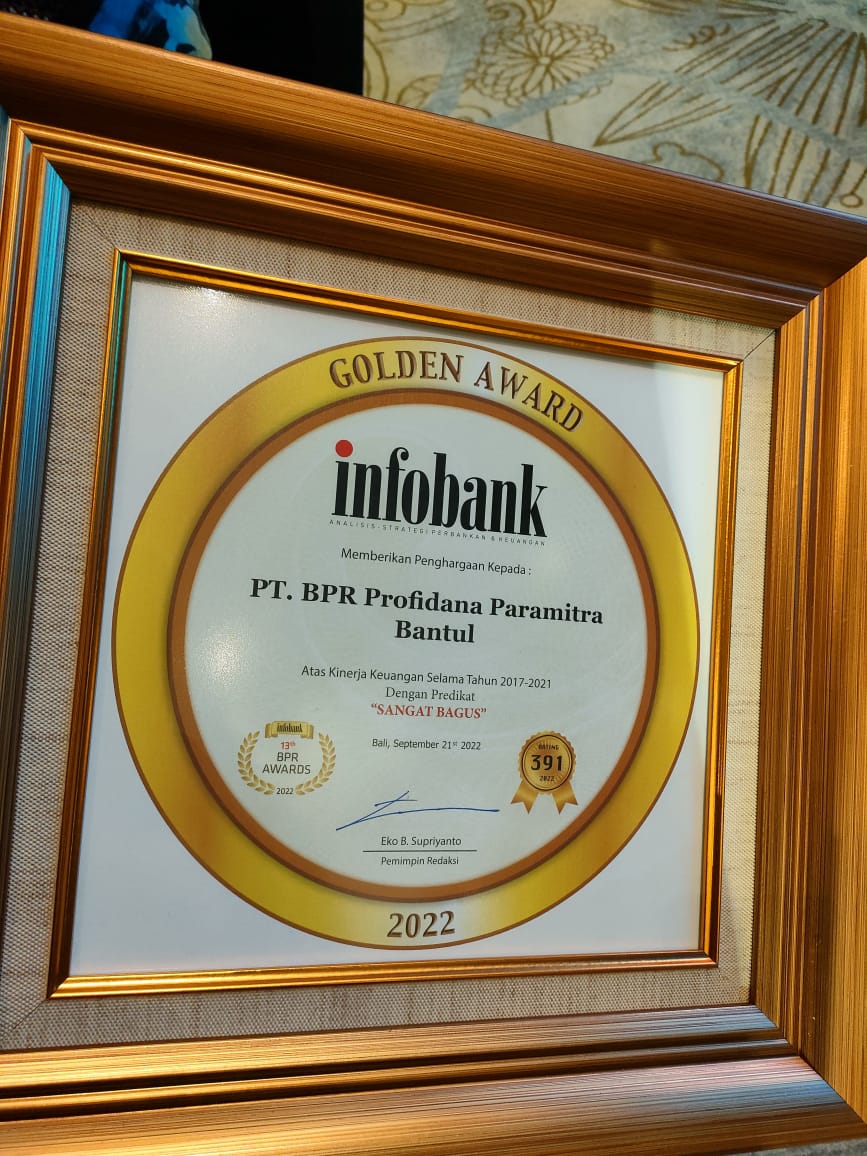 GOLDEN AWARD
infobank
ANALISIS · STRATEGI PERBANKAN & KEUANGAN
Memberikan Penghargaan Kepada :
PT. BPR Profidana Paramitra
Bantul
Atas Kinerja Keuangan Selama Tahun 2017-2021
Dengan Predikat
“SANGAT BAGUS”
Bali, September 21st 2022
infobank
13th
BPR
AWARDS
2022
RATING
391
2022
Eko B. Supriyanto
Pemimpin Redaksi
2022